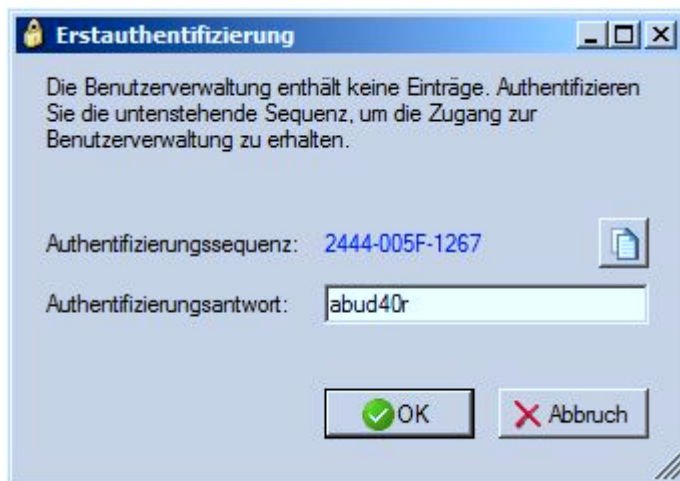 Erstauthentifizierung
Die Benutzerverwaltung enthält keine Einträge. Authentifizieren
Sie die untenstehende Sequenz, um die Zugang zur
Benutzerverwaltung zu erhalten.
Authentifizierungssequenz: 2444-005F-1267
Authentifizierungsantwort: abud40r
OK Abbruch